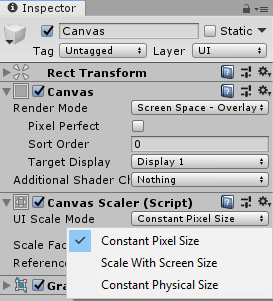 Inspector
Canvas Static
Tag Untagged Layer UI
Rect Transform
Canvas
Render Mode Screen Space - Overlay
Pixel Perfect
Sort Order 0
Target Display Display 1
Additional Shader Nothing
Canvas Scaler (Script)
UI Scale Mode Constant Pixel Size
Constant Pixel Size
Scale Fac
Scale With Screen Size
Reference
Constant Physical Size
Gra